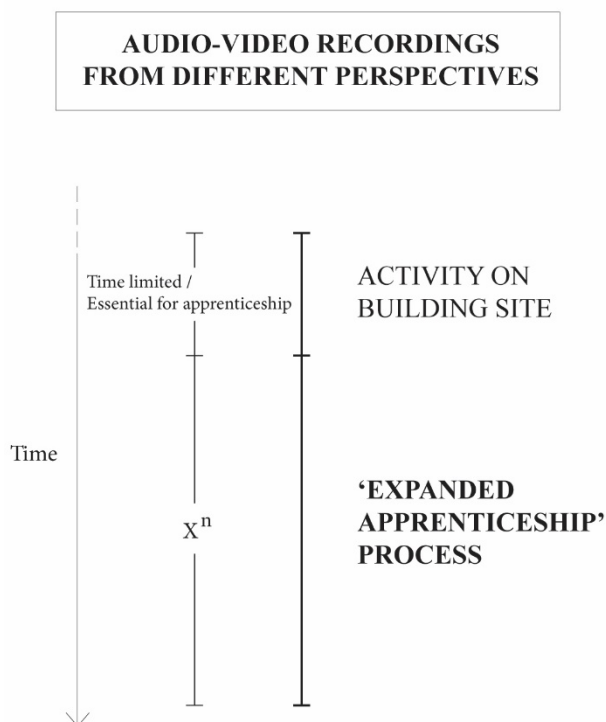 AUDIO-VIDEO RECORDINGS
FROM DIFFERENT PERSPECTIVES
Time limited /
Essential for apprenticeship
ACTIVITY ON
BUILDING SITE
Time
Xⁿ
‘EXPANDED
APPRENTICESHIP’
PROCESS